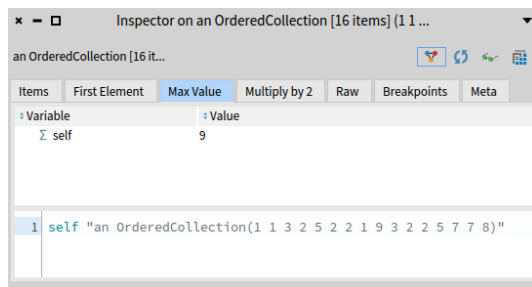 Inspector on an OrderedCollection [16 items] (1 1 ...
an OrderedCollection [16 it...
Items First Element Max Value Multiply by 2 Raw Breakpoints Meta
Variable Value
Σ self 9
1 self "an OrderedCollection(1 1 3 2 5 2 2 1 9 3 2 2 5 7 7 8)"